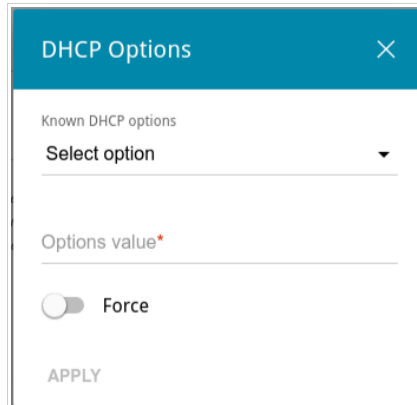 DHCP Options
Known DHCP options
Select option
Options value*
Force
APPLY